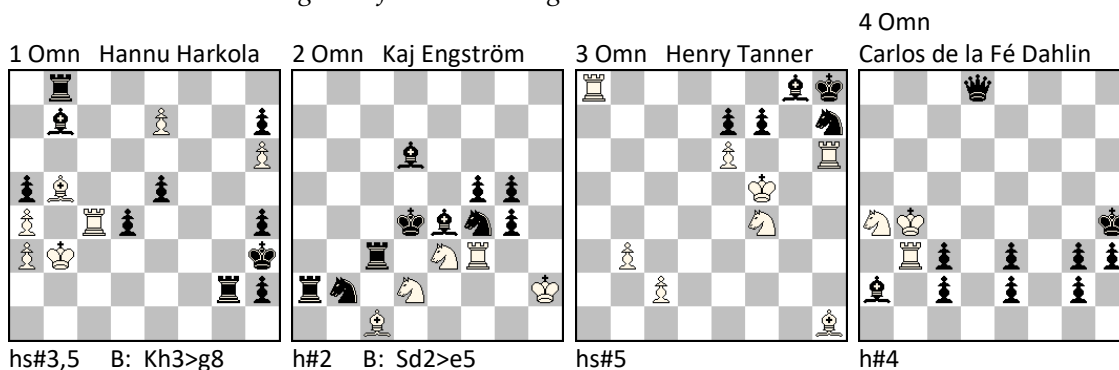 4 Omn
1 Omn Hannu Harkola 2 Omn Kaj Engström 3 Omn Henry Tanner Carlos de la Fé Dahlin
hs#3,5 B: Kh3>g8 h#2 B: Sd2>e5 hs#5 h#4